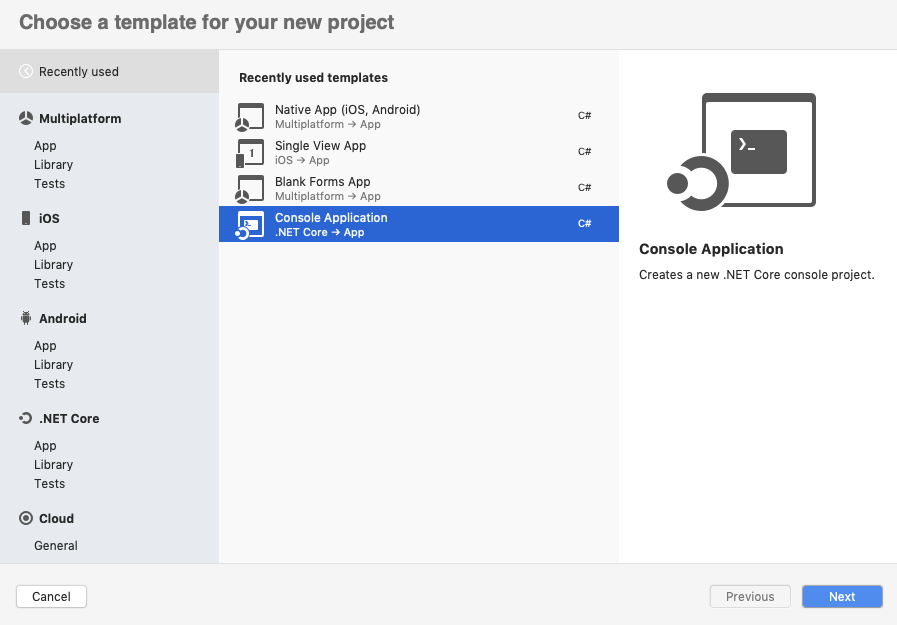 Choose a template for your new project
Recently used
Multiplatform
App
Library
Tests
iOS
App
Library
Tests
Android
App
Library
Tests
.NET Core
App
Library
Tests
Cloud
General
Recently used templates
Native App (iOS, Android)
C#
Multiplatform → App
Single View App
C#
iOS → App
Blank Forms App
C#
Multiplatform → App
Console Application
C#
.NET Core → App
Console Application
Creates a new .NET Core console project.
Cancel
Previous
Next